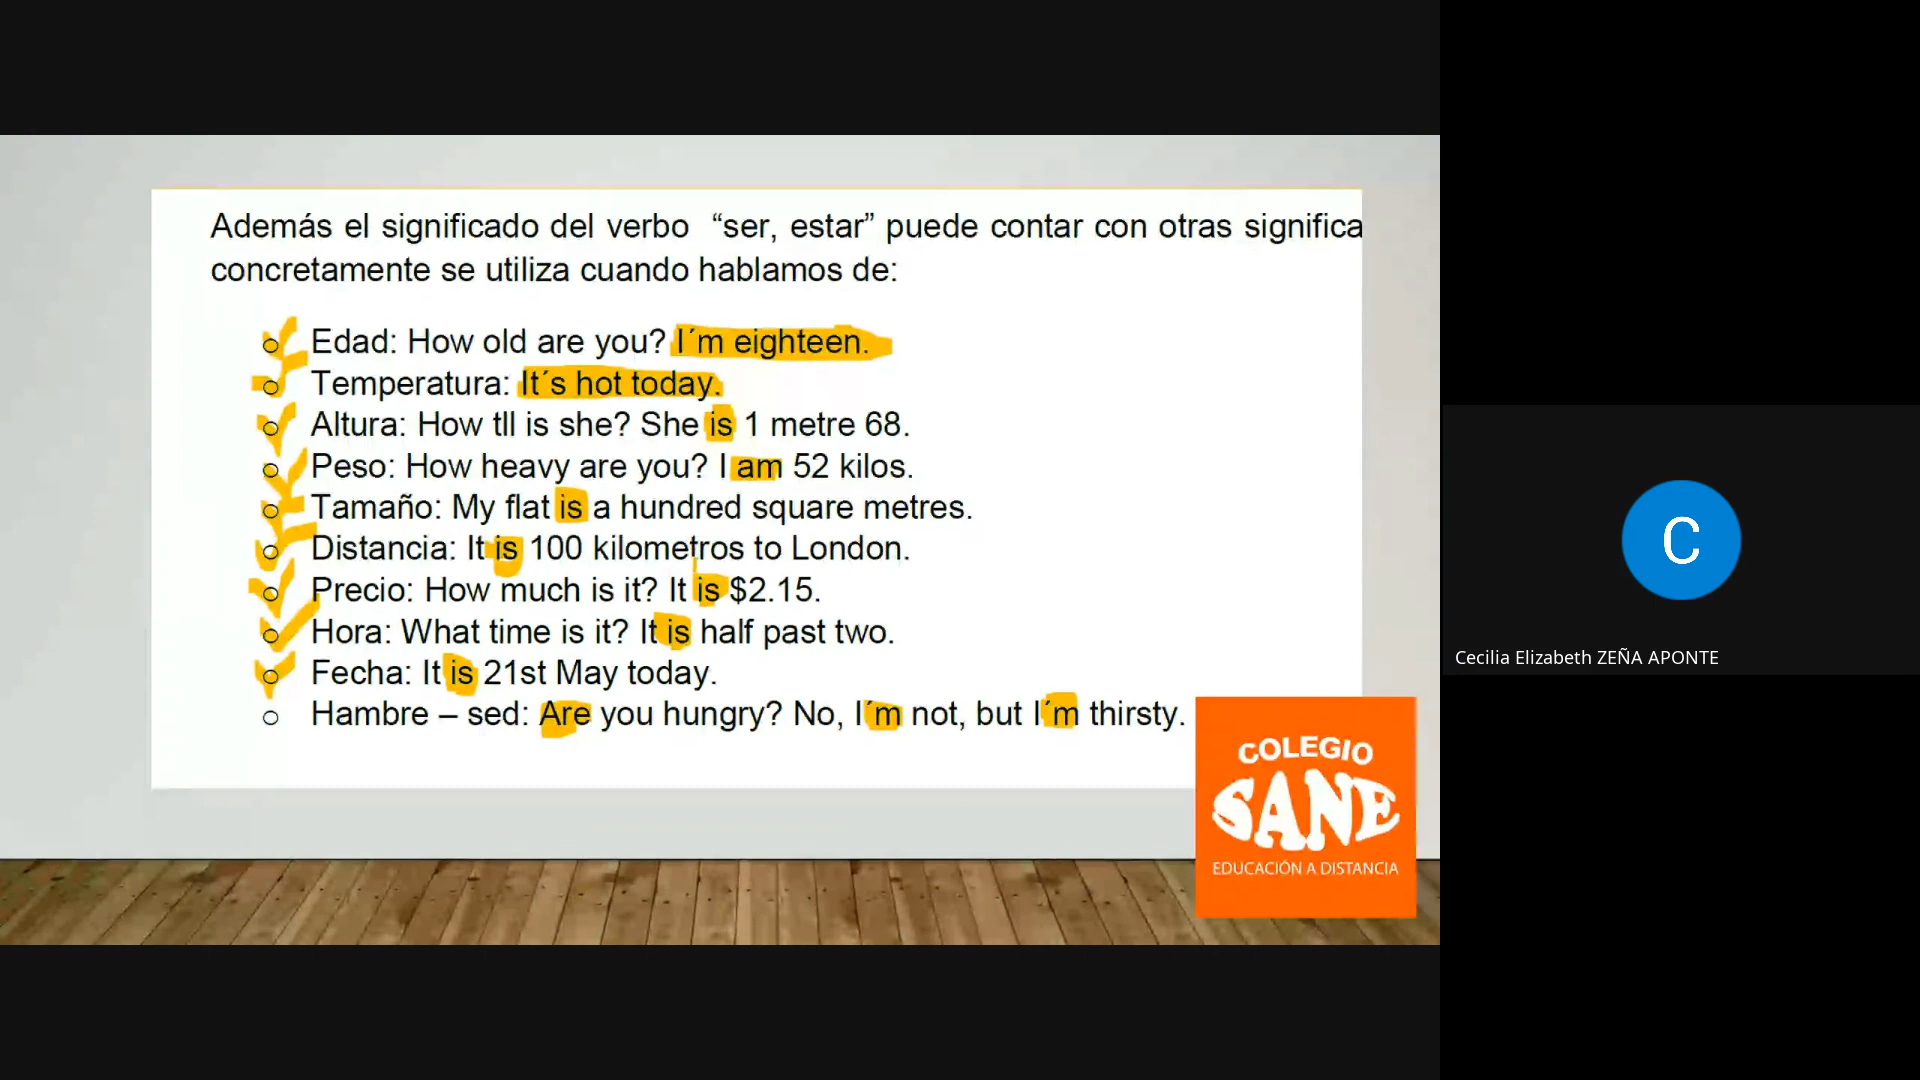 Además el significado del verbo “ser, estar” puede contar con otras significa
concretamente se utiliza cuando hablamos de:
Edad: How old are you? I´m eighteen.
Temperatura: It´s hot today.
Altura: How tll is she? She is 1 metre 68.
Peso: How heavy are you? I am 52 kilos.
Tamaño: My flat is a hundred square metres.
Distancia: It is 100 kilometros to London.
Precio: How much is it? It is $2.15.
Hora: What time is it? It is half past two.
Fecha: It is 21st May today.
Hambre – sed: Are you hungry? No, I´m not, but I´m thirsty.
COLEGIO
SANE
EDUCACIÓN A DISTANCIA
C
Cecilia Elizabeth ZEÑA APONTE